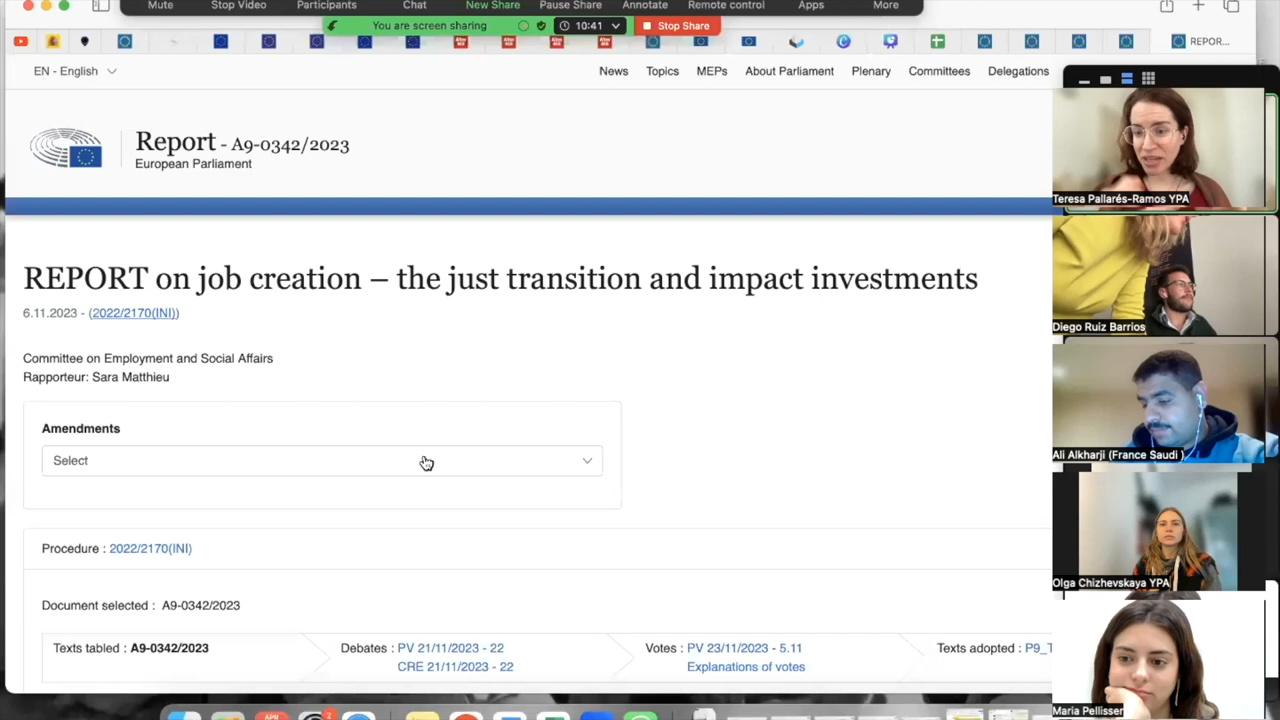 Mute Stop Video Participants Chat New Share Pause Share Annotate Remote control Apps More
You are screen sharing 10:41 Stop Share
REPOR...
EN - English News Topics MEPs About Parliament Plenary Committees Delegations
Report - A9-0342/2023
European Parliament
REPORT on job creation – the just transition and impact investments
6.11.2023 - (2022/2170(INI))
Committee on Employment and Social Affairs
Rapporteur: Sara Matthieu
Amendments
Select
Procedure : 2022/2170(INI)
Document selected : A9-0342/2023
Texts tabled : A9-0342/2023 Debates : PV 21/11/2023 - 22 Votes : PV 23/11/2023 - 5.11 Texts adopted : P9_T
CRE 21/11/2023 - 22 Explanations of votes
Teresa Pallarés-Ramos YPA
Diego Ruiz Barrios
Ali Alkharji (France Saudi )
Olga Chizhevskaya YPA
Maria Pellisser
APR
2